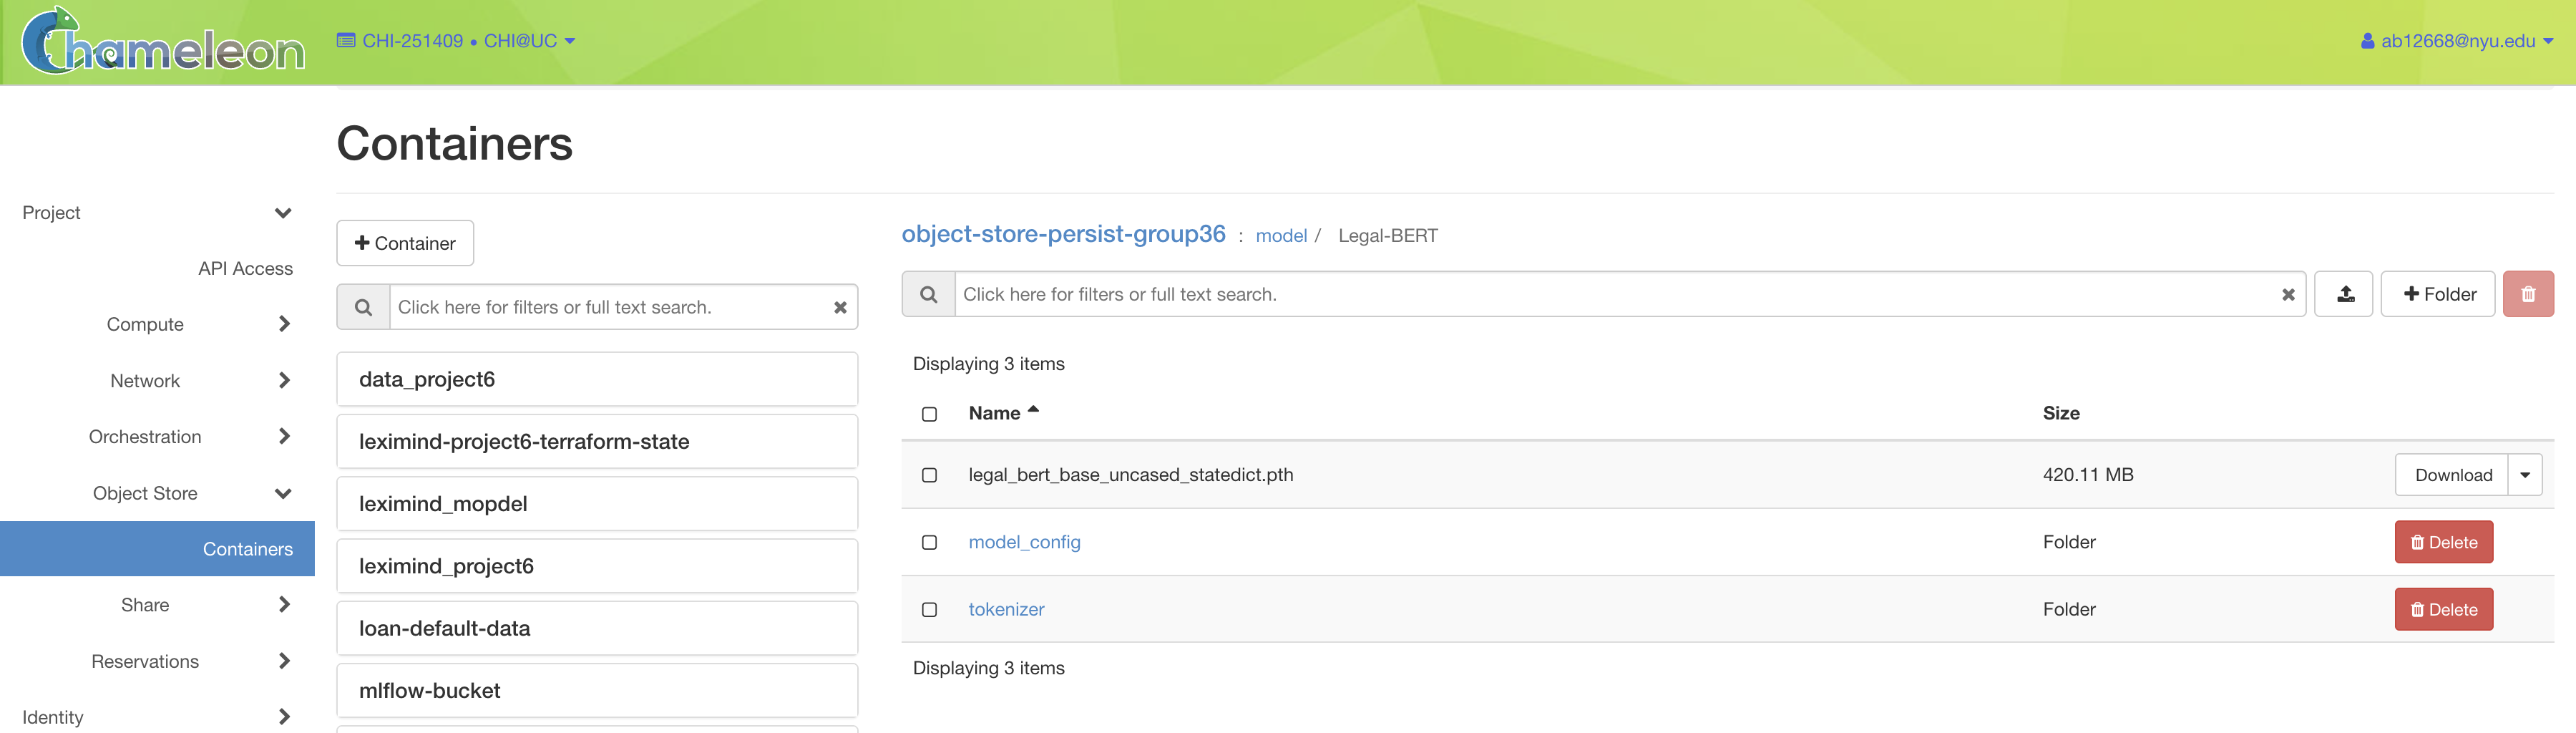 Chameleon
CHI-251409 • CHI@UC
ab12668@nyu.edu
Containers
Project
API Access
Compute
Network
Orchestration
Object Store
Containers
Share
Reservations
Identity
+ Container
Click here for filters or full text search.
data_project6
leximind-project6-terraform-state
leximind_mopdel
leximind_project6
loan-default-data
mlflow-bucket
object-store-persist-group36 : model / Legal-BERT
Click here for filters or full text search.
+ Folder
Displaying 3 items
Name Size
legal_bert_base_uncased_statedict.pth 420.11 MB Download
model_config Folder Delete
tokenizer Folder Delete
Displaying 3 items